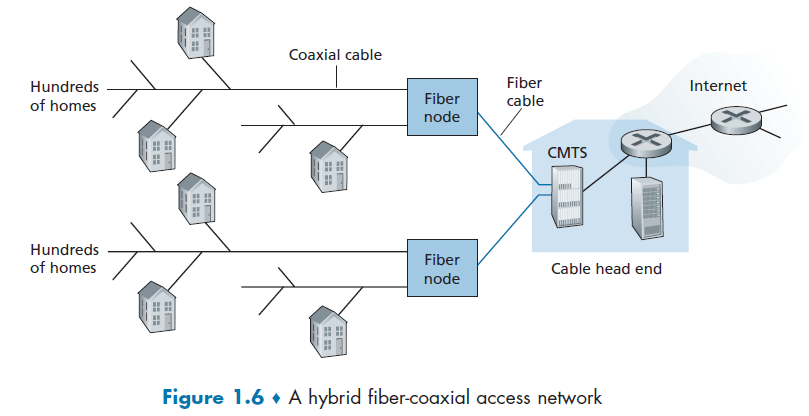 Coaxial cable
Hundreds
of homes
Fiber
node
Fiber
cable
Internet
CMTS
Hundreds
of homes
Fiber
node
Cable head end
Figure 1.6 ♦ A hybrid fiber-coaxial access network